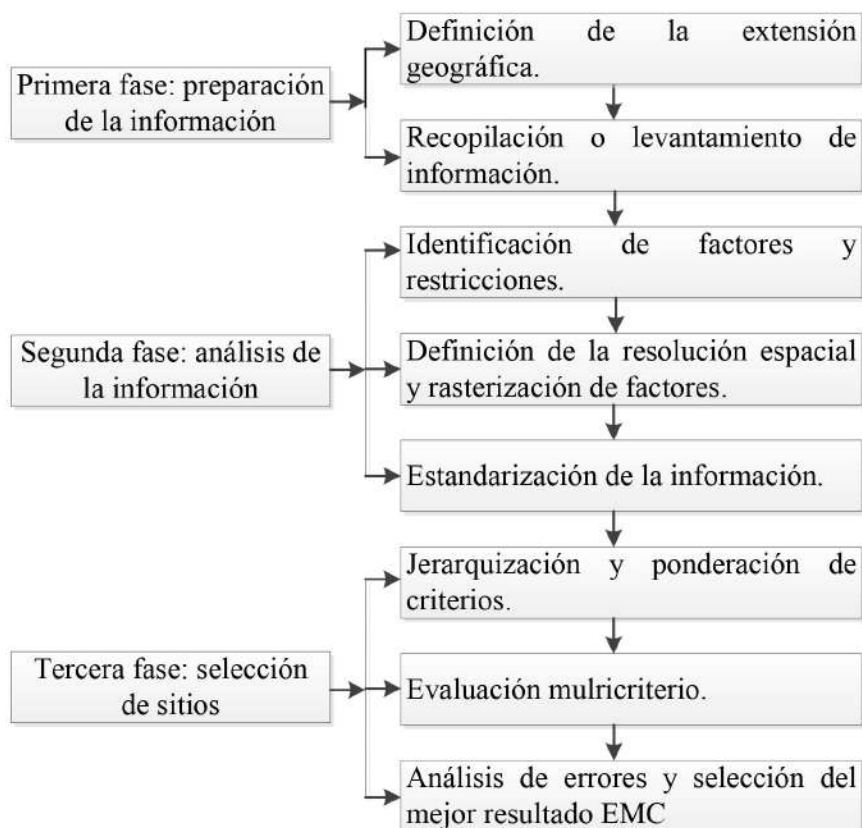 Definición de la extensión
geográfica.
Primera fase: preparación
de la información
Recopilación o levantamiento de
información.
Identificación de factores y
restricciones.
Segunda fase: análisis de
la información
Definición de la resolución espacial
y rasterización de factores.
Estandarización de la información.
Jerarquización y ponderación de
criterios.
Tercera fase: selección
de sitios
Evaluación mulricriterio.
Análisis de errores y selección del
mejor resultado EMC